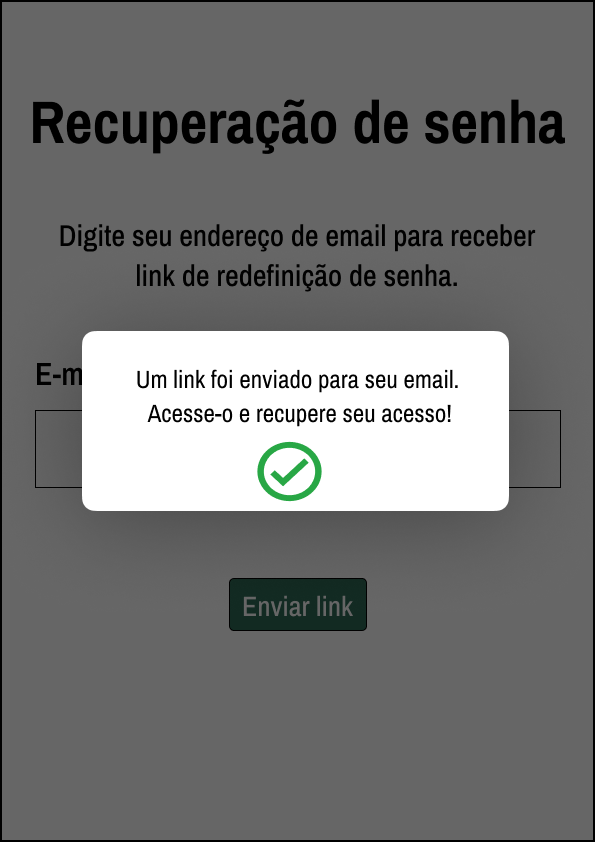 Recuperação de senha
Digite seu endereço de email para receber
link de redefinição de senha.
E-m
Um link foi enviado para seu email.
Acesse-o e recupere seu acesso!
Enviar link